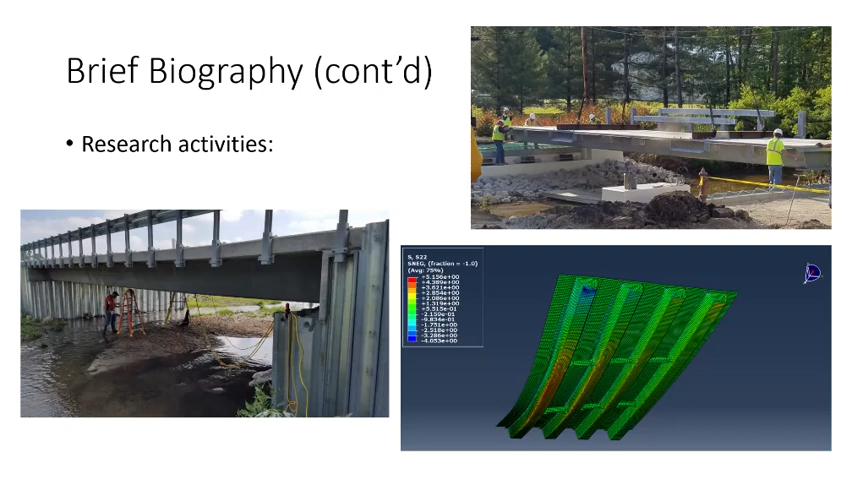 Brief Biography (cont’d)
• Research activities:
S, S22
SNEG, (fraction = -1.0)
(Avg: 75%)
+5.156e+00
+4.389e+00
+3.621e+00
+2.854e+00
+2.086e+00
+1.319e+00
+5.515e-01
-2.159e-01
-9.834e-01
-1.751e+00
-2.518e+00
-3.286e+00
-4.053e+00